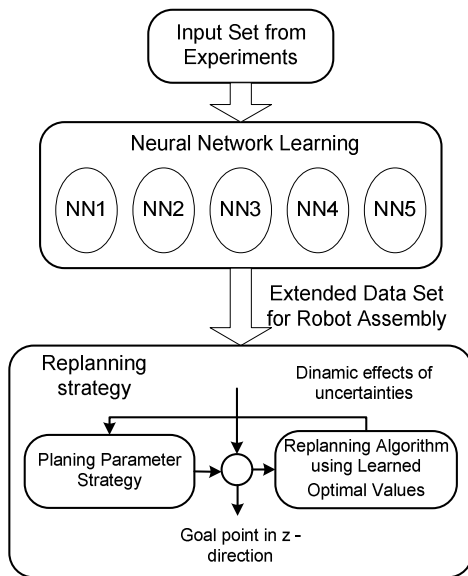 Input Set from
Experiments
Neural Network Learning
NN1 NN2 NN3 NN4 NN5
Extended Data Set
for Robot Assembly
Replanning
strategy
Dinamic effects of
uncertainties
Planing Parameter
Strategy
Replanning Algorithm
using Learned
Optimal Values
Goal point in z -
direction